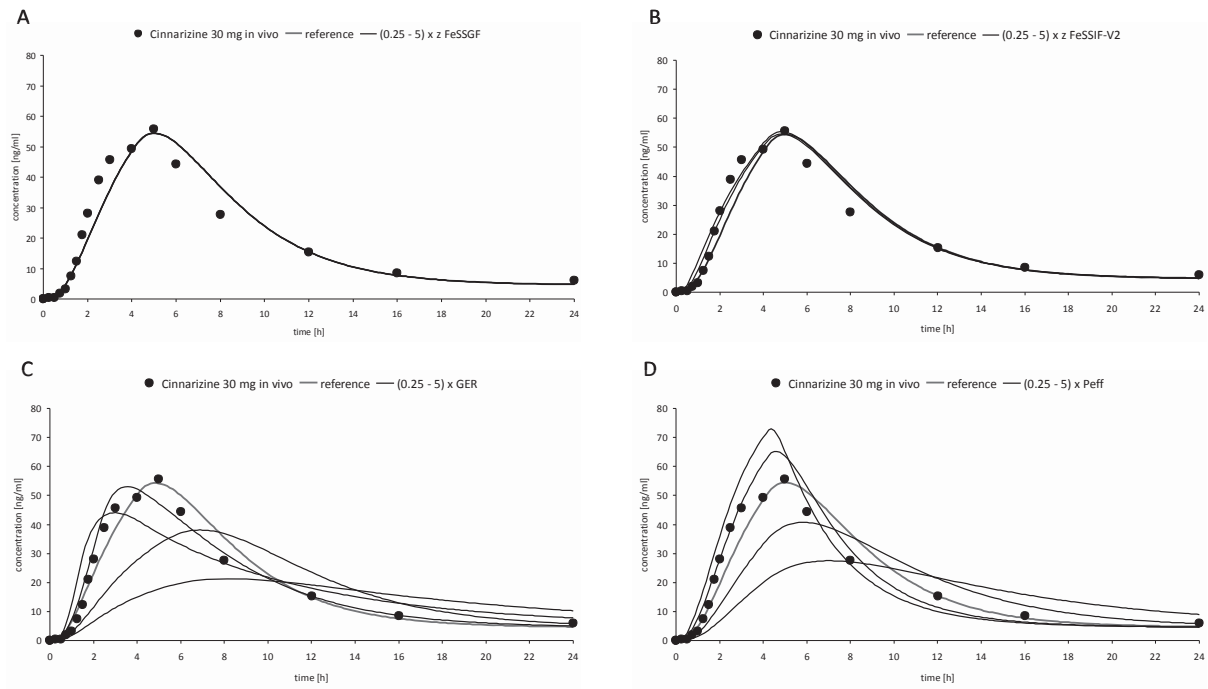 A
Cinnarizine 30 mg in vivo reference (0.25 - 5) x z FeSSGF
80
70
60
50
40
30
20
10
0
concentration [ng/ml]
0 2 4 6 8 10 12 14 16 18 20 22 24
time [h]
B
Cinnarizine 30 mg in vivo reference (0.25 - 5) x z FeSSIF-V2
80
70
60
50
40
30
20
10
0
concentration [ng/ml]
0 2 4 6 8 10 12 14 16 18 20 22 24
time [h]
C
Cinnarizine 30 mg in vivo reference (0.25 - 5) x GER
80
70
60
50
40
30
20
10
0
concentration [ng/ml]
0 2 4 6 8 10 12 14 16 18 20 22 24
time [h]
D
Cinnarizine 30 mg in vivo reference (0.25 - 5) x Peff
80
70
60
50
40
30
20
10
0
concentration [ng/ml]
0 2 4 6 8 10 12 14 16 18 20 22 24
time [h]